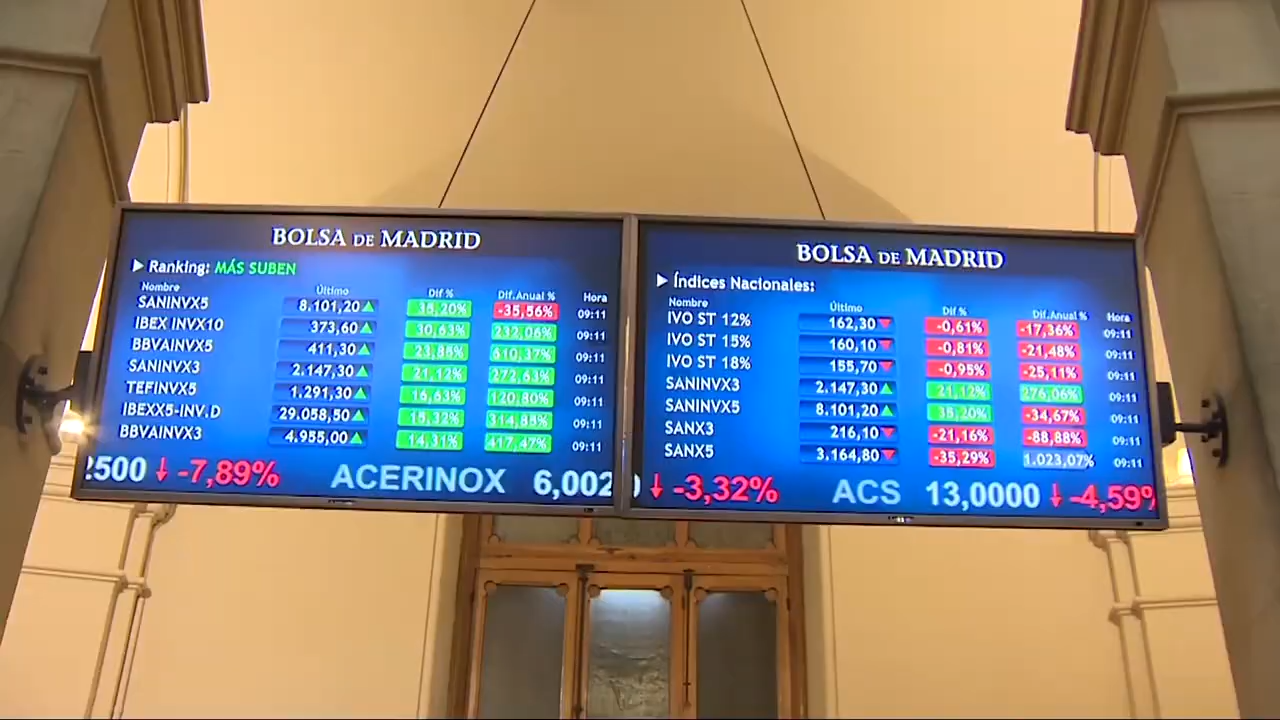 BOLSA DE MADRID
Ranking: MÁS SUBEN
Nombre Último Dif % Dif.Anual % Hora
SANINVX5 8.101,20 35,20% -35,56% 09:11
IBEX INVX10 373,60 30,63% 232,06% 09:11
BBVAINVX5 411,30 23,85% 610,37% 09:11
SANINVX3 2.147,30 21,12% 272,63% 09:11
TEFINVX5 1.291,30 16,63% 120,80% 09:11
IBEXX5-INV.D 29.058,50 15,32% 314,85% 09:11
BBVAINVX3 4.955,00 14,31% 417,47% 09:11
2500 ↓ -7,89% ACERINOX 6,002
BOLSA DE MADRID
Índices Nacionales:
Nombre Último Dif % Dif.Anual % Hora
IVO ST 12% 162,30 -0,61% -17,36% 09:11
IVO ST 15% 160,10 -0,81% -21,48% 09:11
IVO ST 18% 155,70 -0,95% -25,11% 09:11
SANINVX3 2.147,30 21,12% 276,06% 09:11
SANINVX5 8.101,20 35,20% -34,67% 09:11
SANX3 216,10 -21,16% -88,88% 09:11
SANX5 3.164,80 -35,29% 1.023,07% 09:11
↓ -3,32% ACS 13,0000 ↓ -4,59%